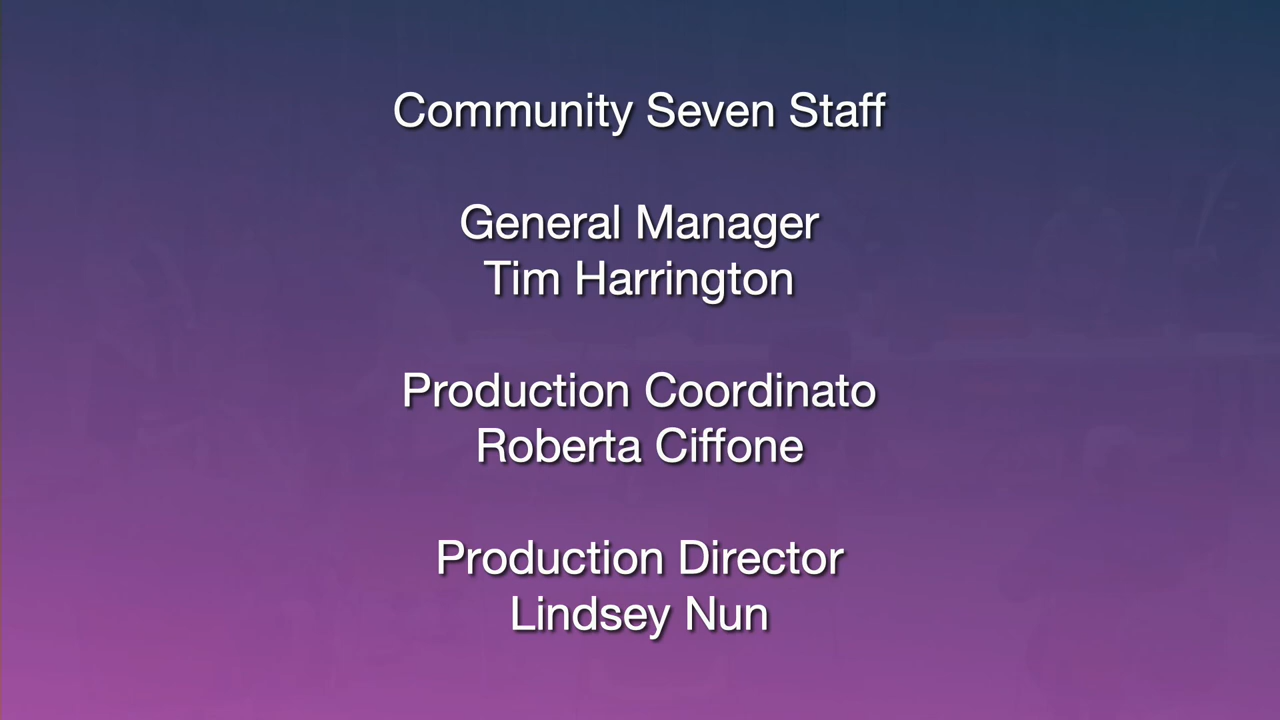 Community Seven Staff
General Manager
Tim Harrington
Production Coordinato
Roberta Ciffone
Production Director
Lindsey Nun